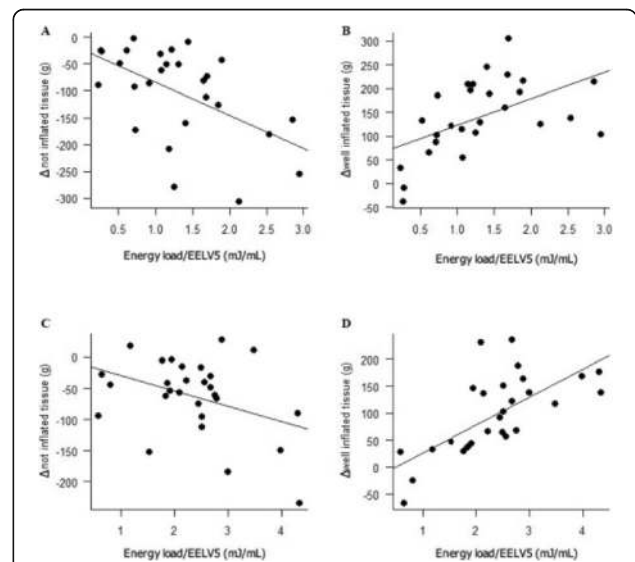 A
Δnot inflated tissue (g)
0
-50
-100
-150
-200
-250
-300
0.5 1.0 1.5 2.0 2.5 3.0
Energy load/EELV5 (mJ/mL)
B
Δwell inflated tissue (g)
300
250
200
150
100
50
0
-50
0.5 1.0 1.5 2.0 2.5 3.0
Energy load/EELV5 (mJ/mL)
C
Δnot inflated tissue (g)
0
-50
-100
-150
-200
1 2 3 4
Energy load/EELV5 (mJ/mL)
D
Δwell inflated tissue (g)
200
150
100
50
0
-50
1 2 3 4
Energy load/EELV5 (mJ/mL)